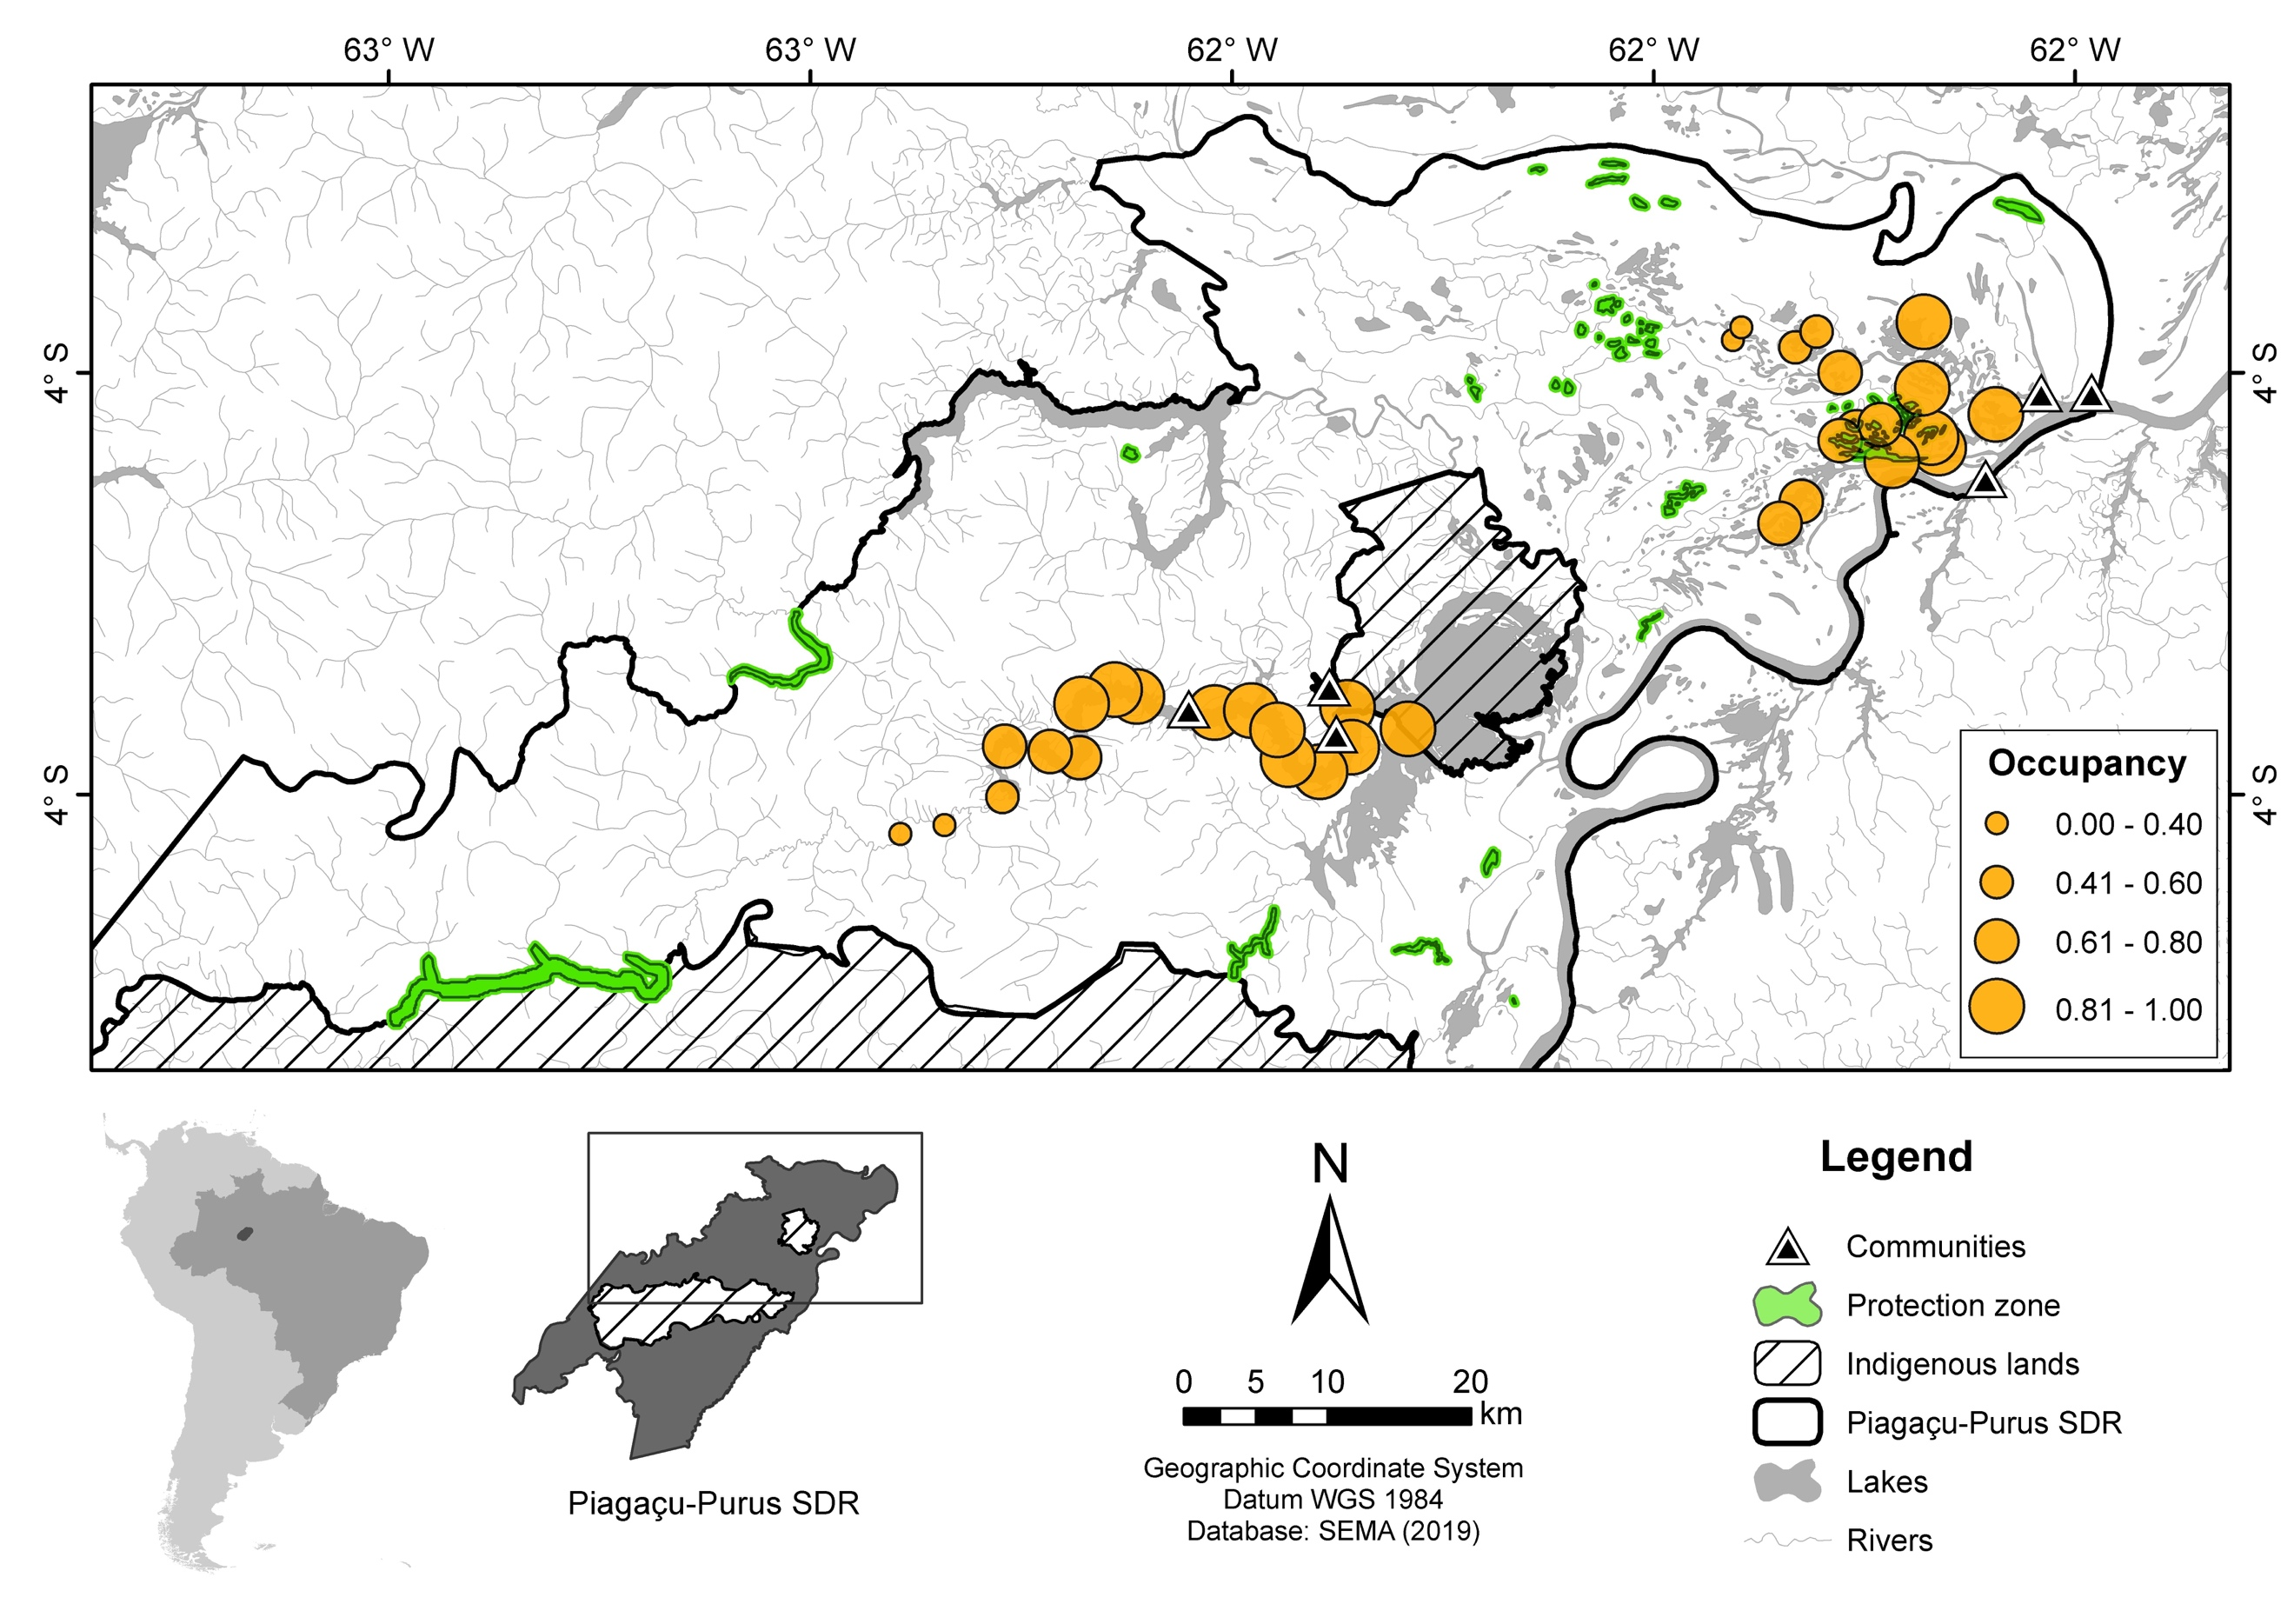 63° W 63° W 62° W 62° W 62° W
4° S 4° S
4° S 4° S
Occupancy
0.00 - 0.40
0.41 - 0.60
0.61 - 0.80
0.81 - 1.00
Piagaçu-Purus SDR
N
0 5 10 20
km
Geographic Coordinate System
Datum WGS 1984
Database: SEMA (2019)
Legend
Communities
Protection zone
Indigenous lands
Piagaçu-Purus SDR
Lakes
Rivers